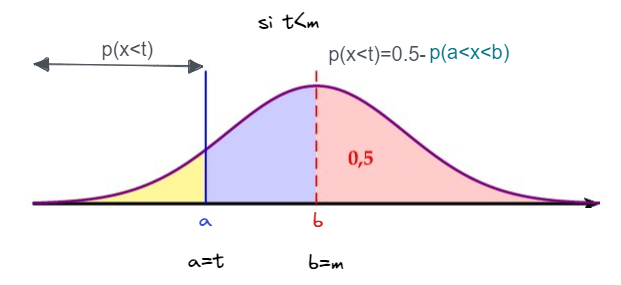 si t<m
p(x<t)
p(x<t)=0.5-p(a<x<b)
0,5
a
b
a=t
b=m